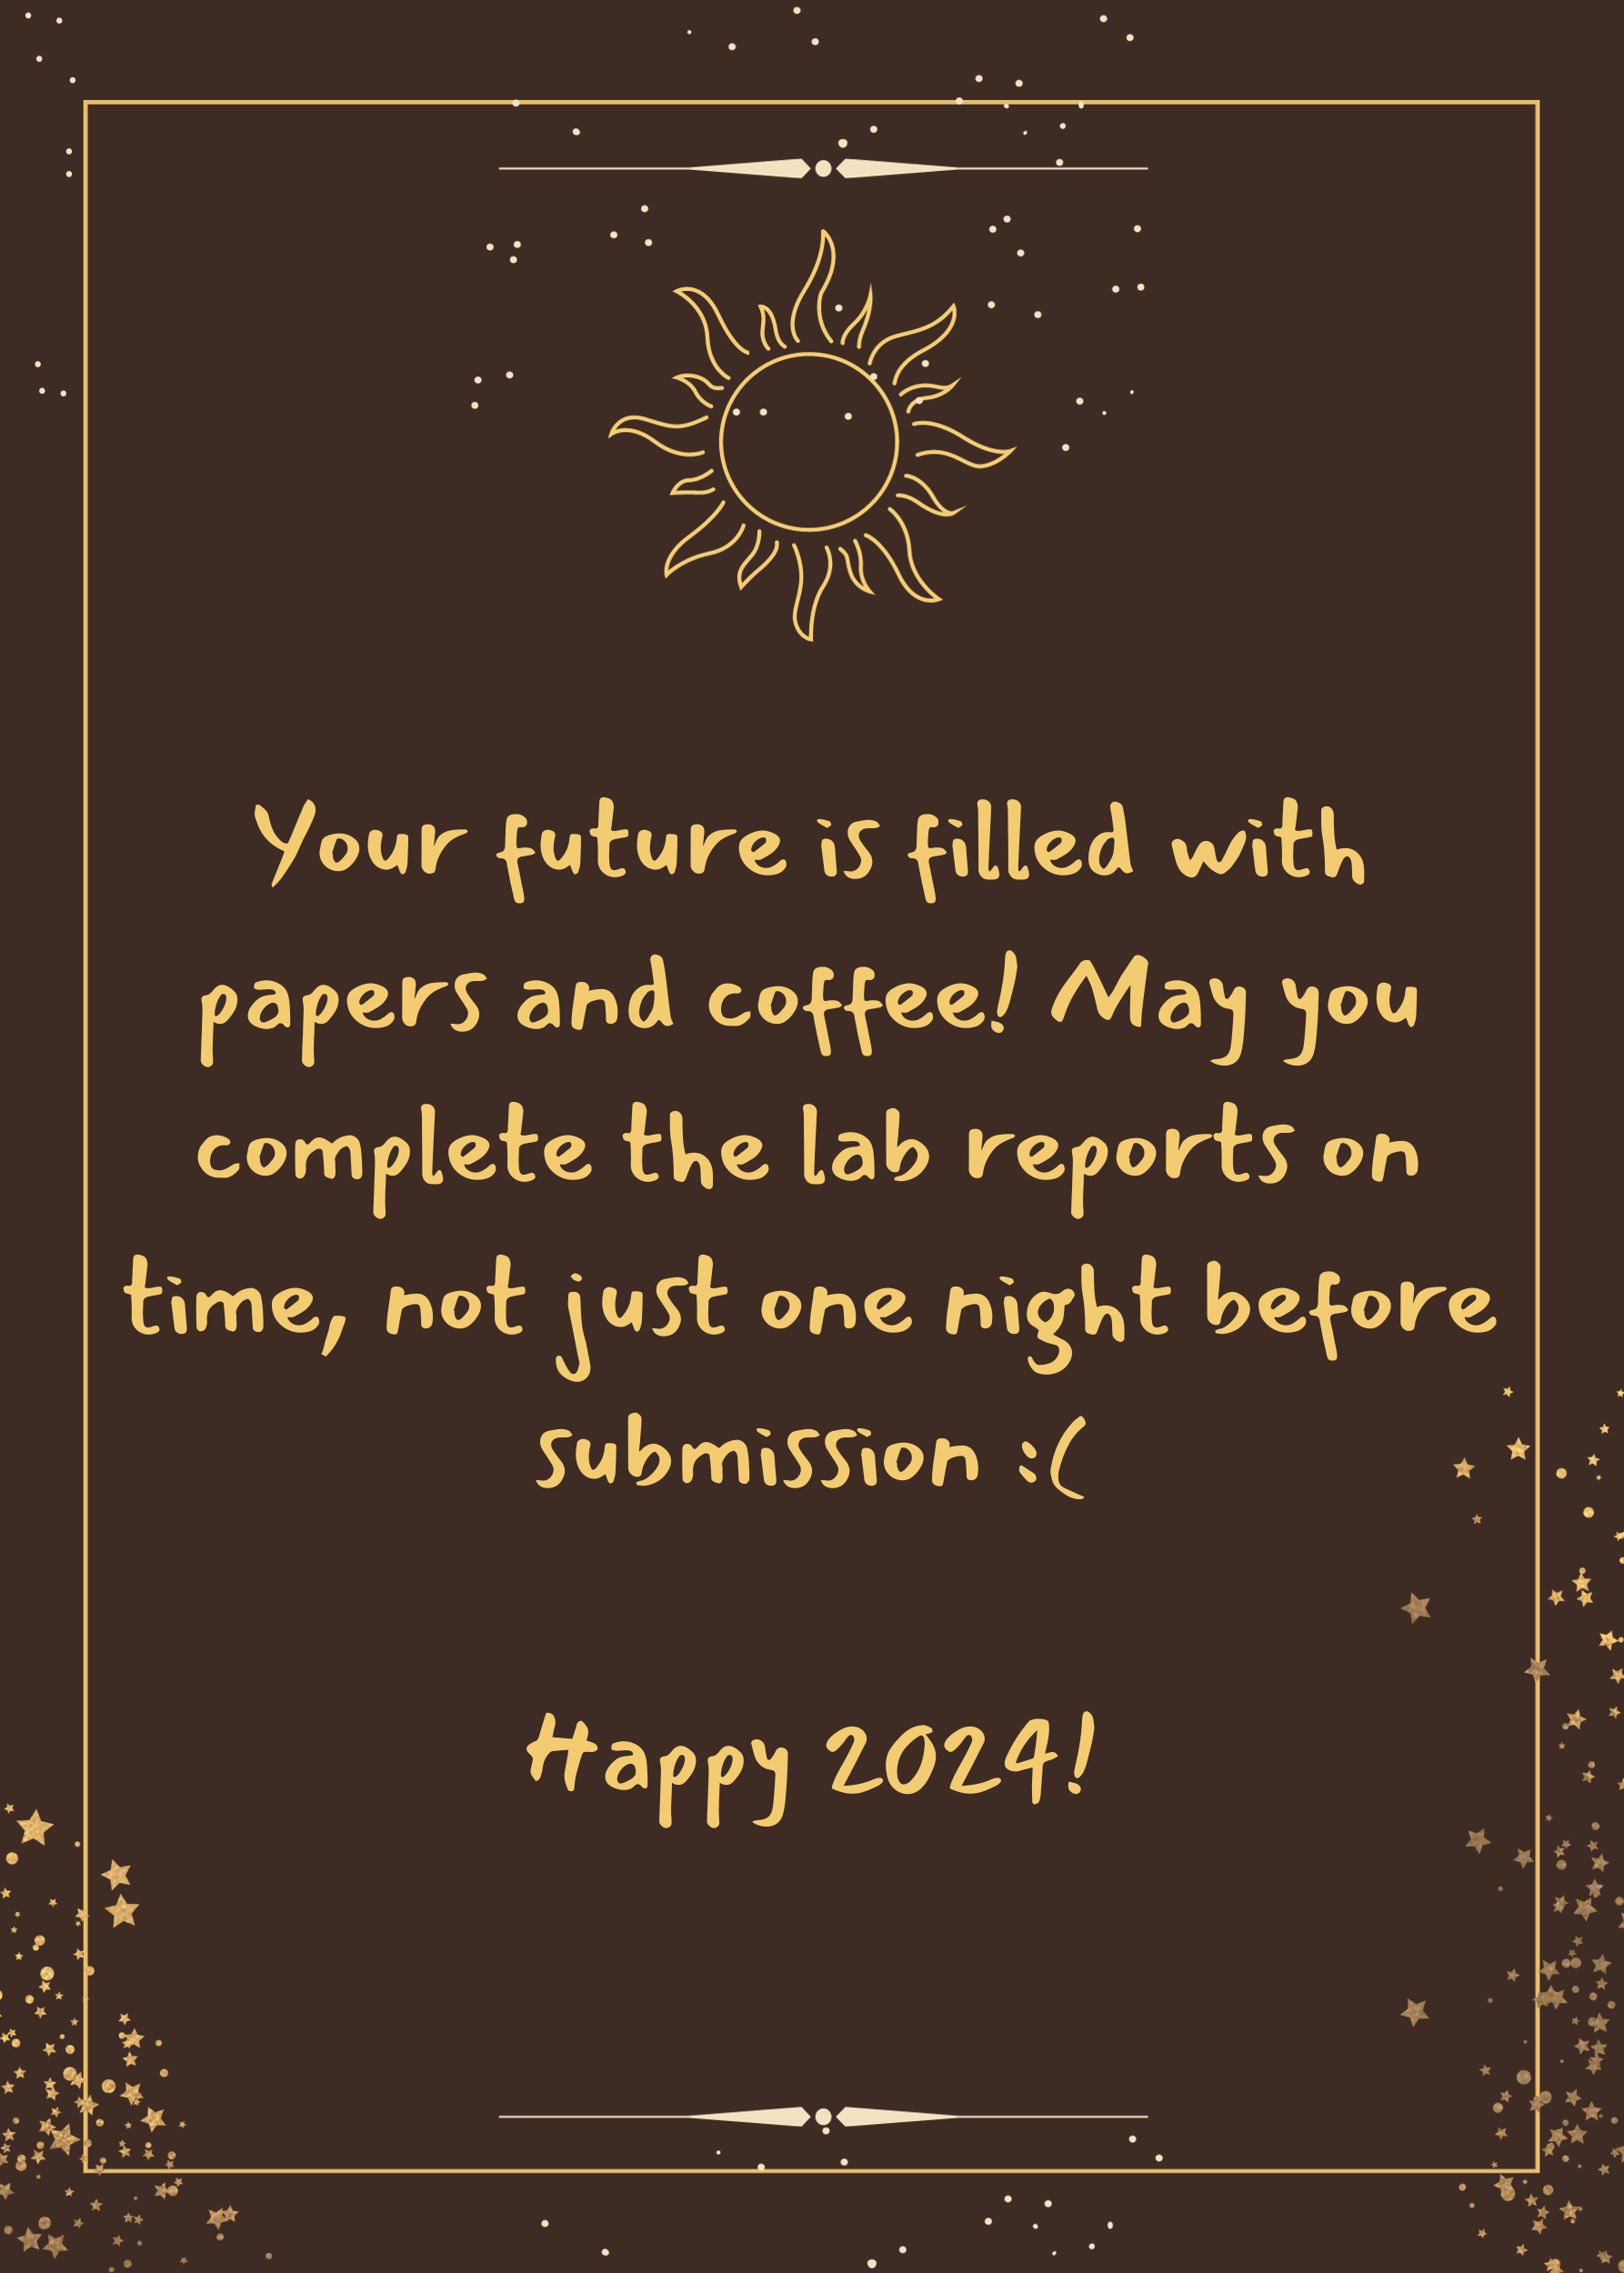 Your future is filled with
papers and coffee! May you
complete the lab reports on
time, not just one night before
submission :(
Happy 2024!